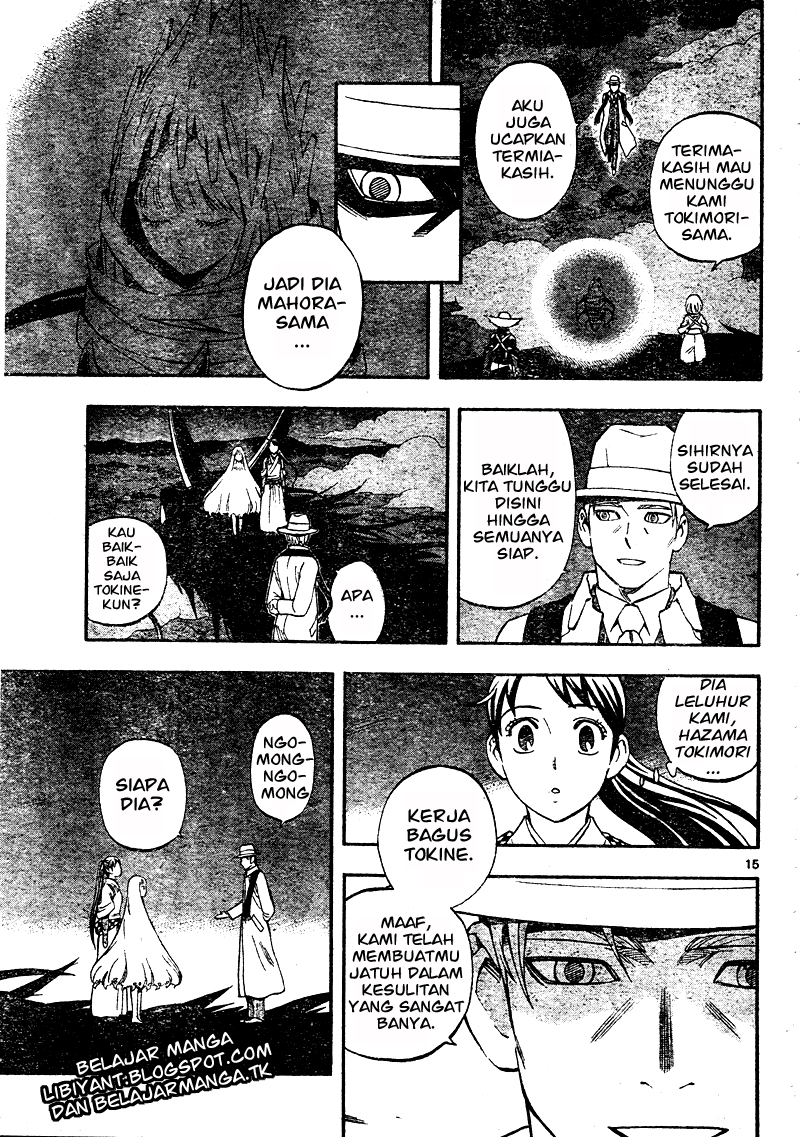 TERIMA-
KASIH MAU
MENUNGGU
KAMI
TOKIMORI-
SAMA.
AKU
JUGA
UCAPKAN
TERMIA-
KASIH.
JADI DIA
MAHORA-
SAMA
...
SIHIRNYA
SUDAH
SELESAI.
BAIKLAH,
KITA TUNGGU
DISINI
HINGGA
SEMUANYA
SIAP.
APA
...
KAU
BAIK-
BAIK
SAJA
TOKINE-
KUN?
DIA
LELUHUR
KAMI,
HAZAMA
TOKIMORI
...
KERJA
BAGUS
TOKINE.
15
MAAF,
KAMI TELAH
MEMBUATMU
JATUH DALAM
KESULITAN
YANG SANGAT
BANYA.
NGO-
MONG-
NGO-
MONG
SIAPA
DIA?
BELAJAR MANGA
LIBIYANT.BLOGSPOT.COM
DAN BELAJARMANGA.TK